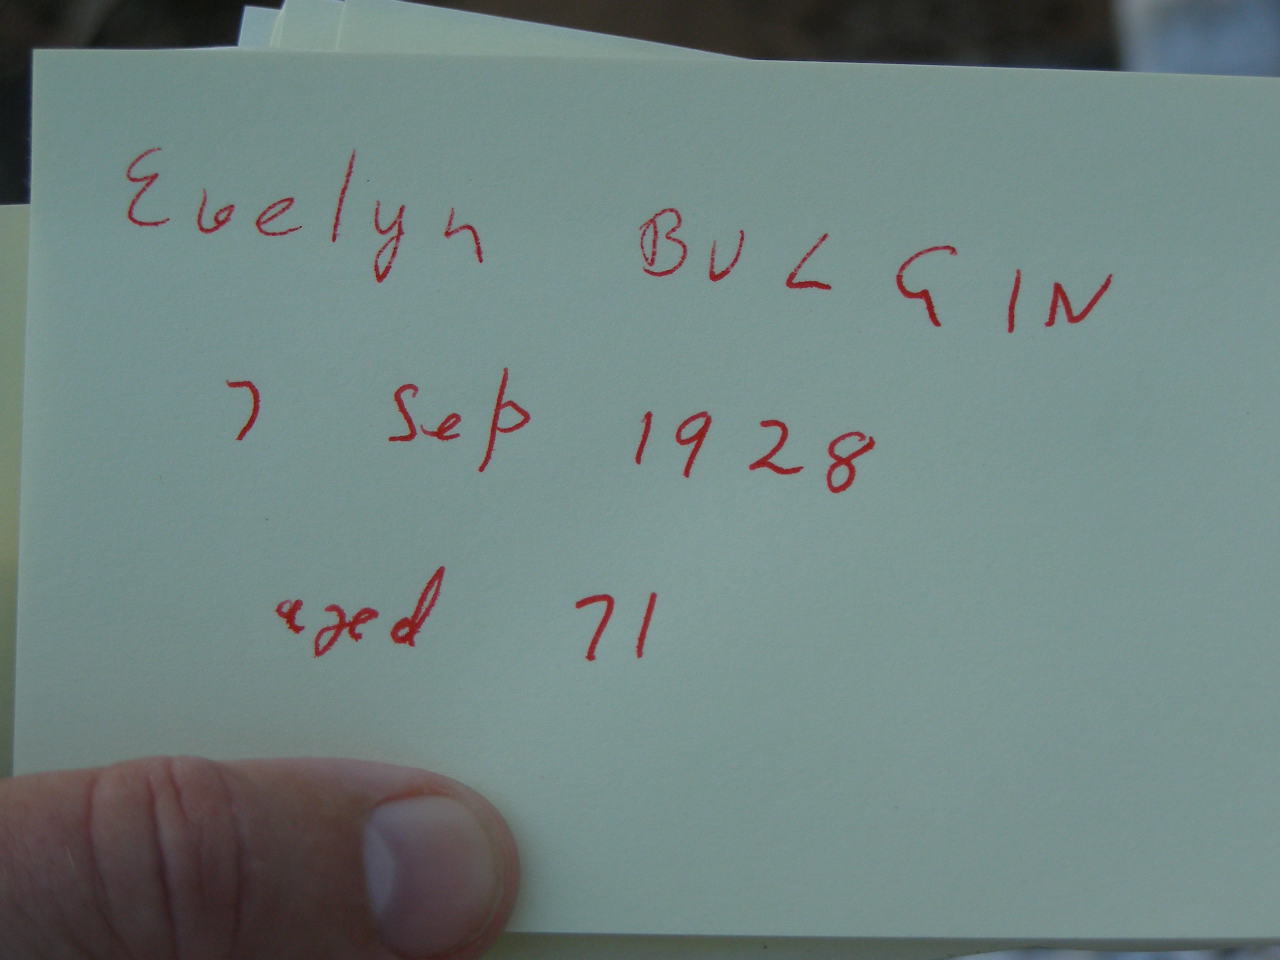 Evelyn BULGIN
7 Sep 1928
aged 71